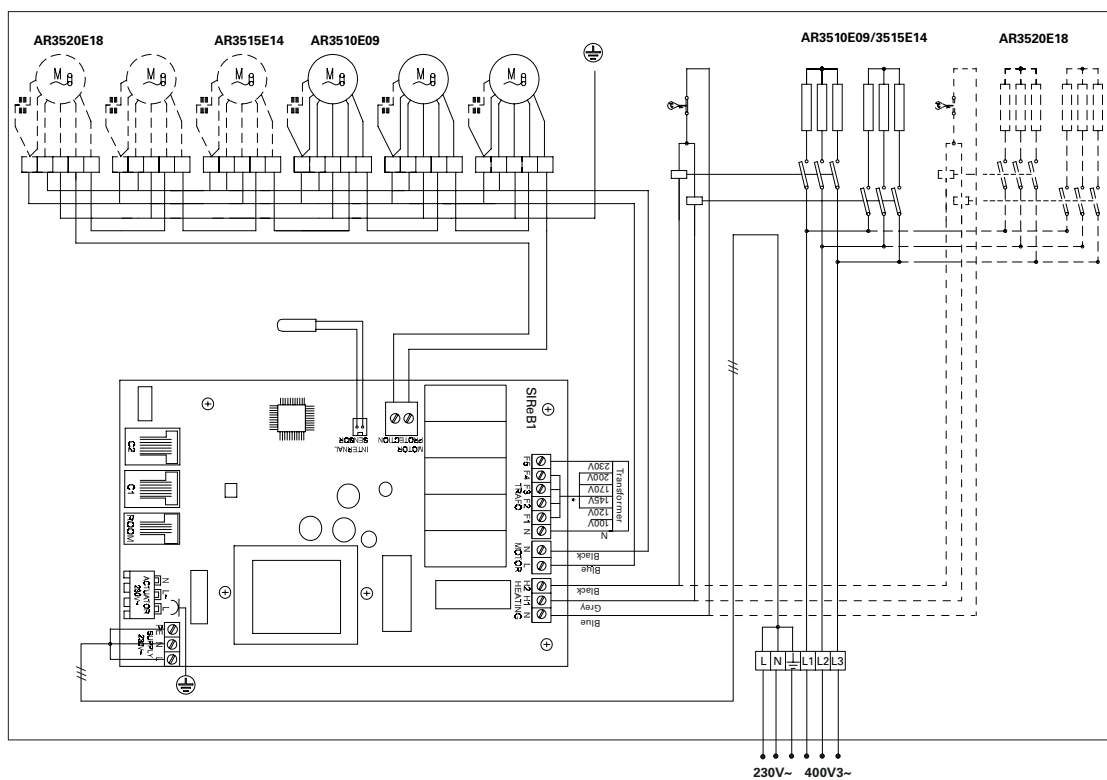 AR3520E18
AR3515E14
AR3510E09
AR3510E09/3515E14
AR3520E18
M
M
M
M
M
M
SIReB1
INTERNAL
SENSOR
MOTOR
PROTECTION
C2
C1
ROOM
N
L~
L
ACTUATOR
230V~
PE
N
L
SUPPLY
230V~
F5
F4
F3
F2
F1
N
TRAFO
230V
200V
170V
145V
120V
100V
N
Transformer
*
N
L
MOTOR
Black
Blue
H2
H1
N
HEATING
Black
Grey
Blue
L N L1 L2 L3
230V~ 400V3~